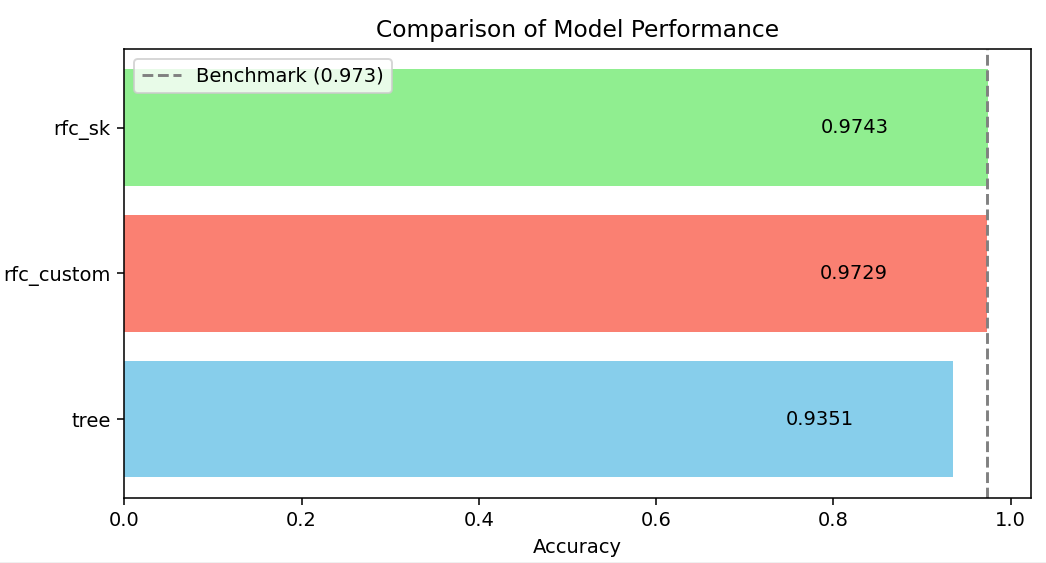 Comparison of Model Performance
Benchmark (0.973)
rfc_sk
0.9743
rfc_custom
0.9729
tree
0.9351
0.0 0.2 0.4 0.6 0.8 1.0
Accuracy